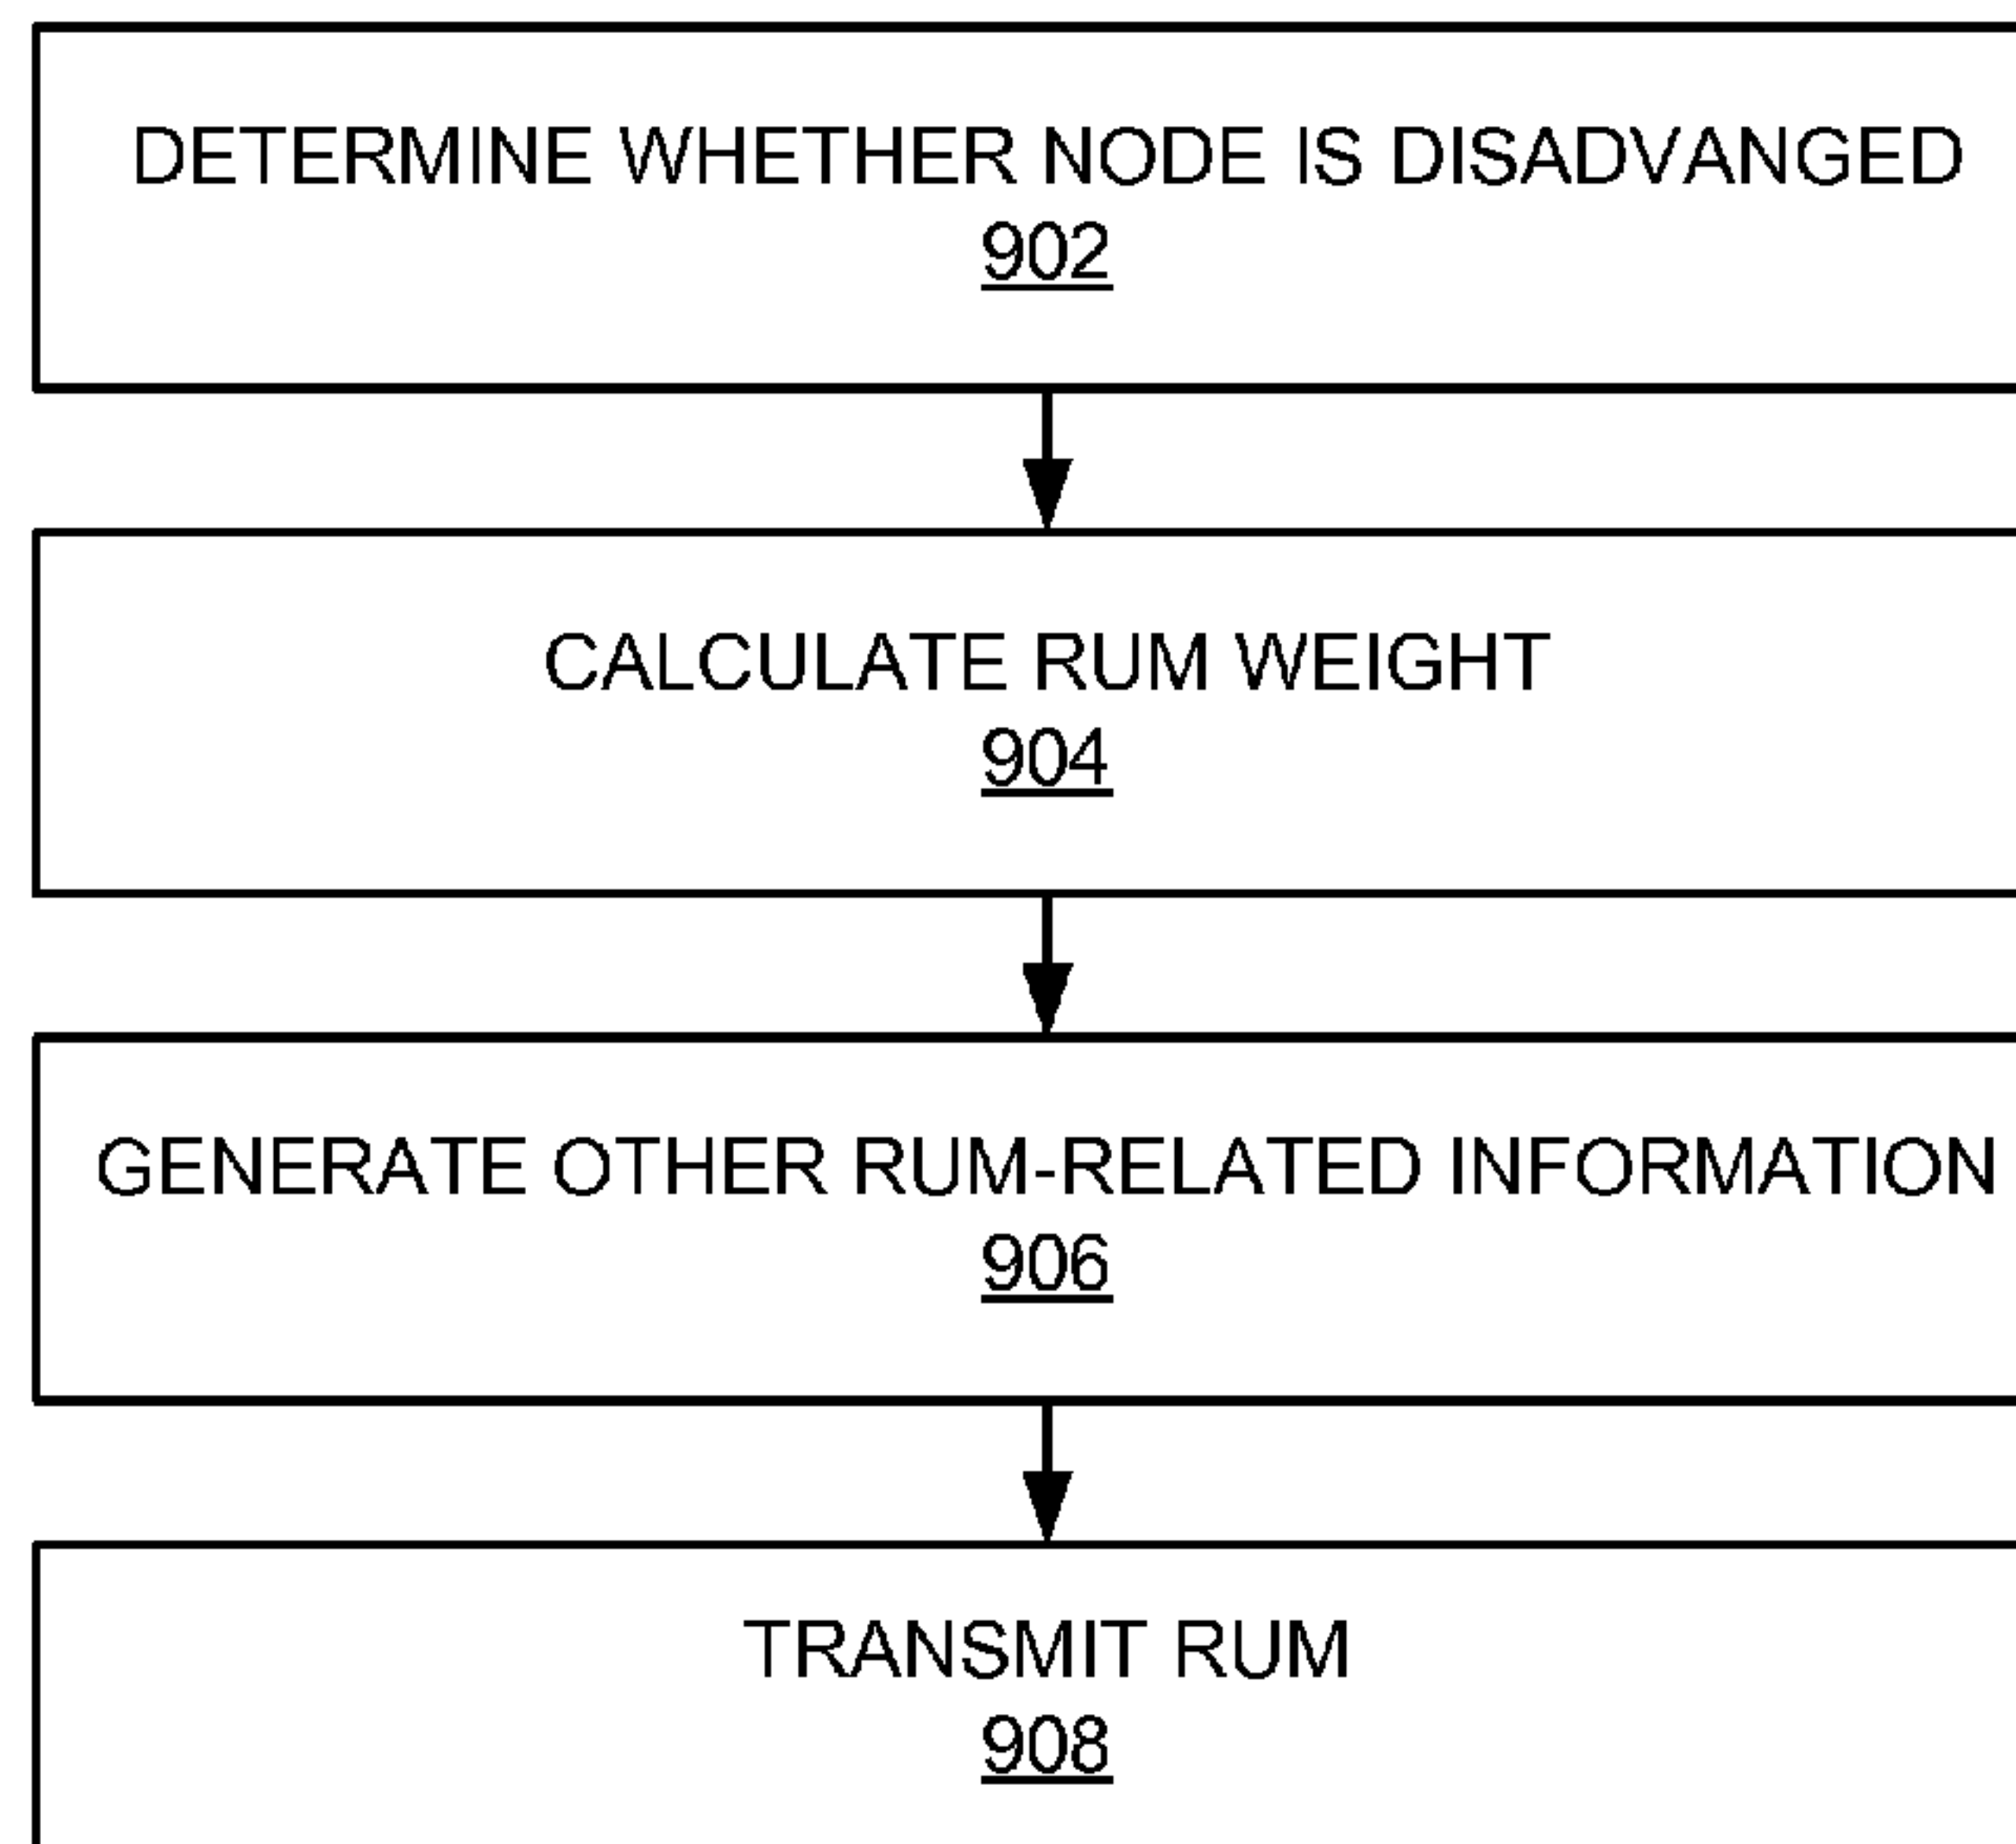 DETERMINE WHETHER NODE IS DISADVANGED
902
CALCULATE RUM WEIGHT
904
GENERATE OTHER RUM-RELATED INFORMATION
906
TRANSMIT RUM
908